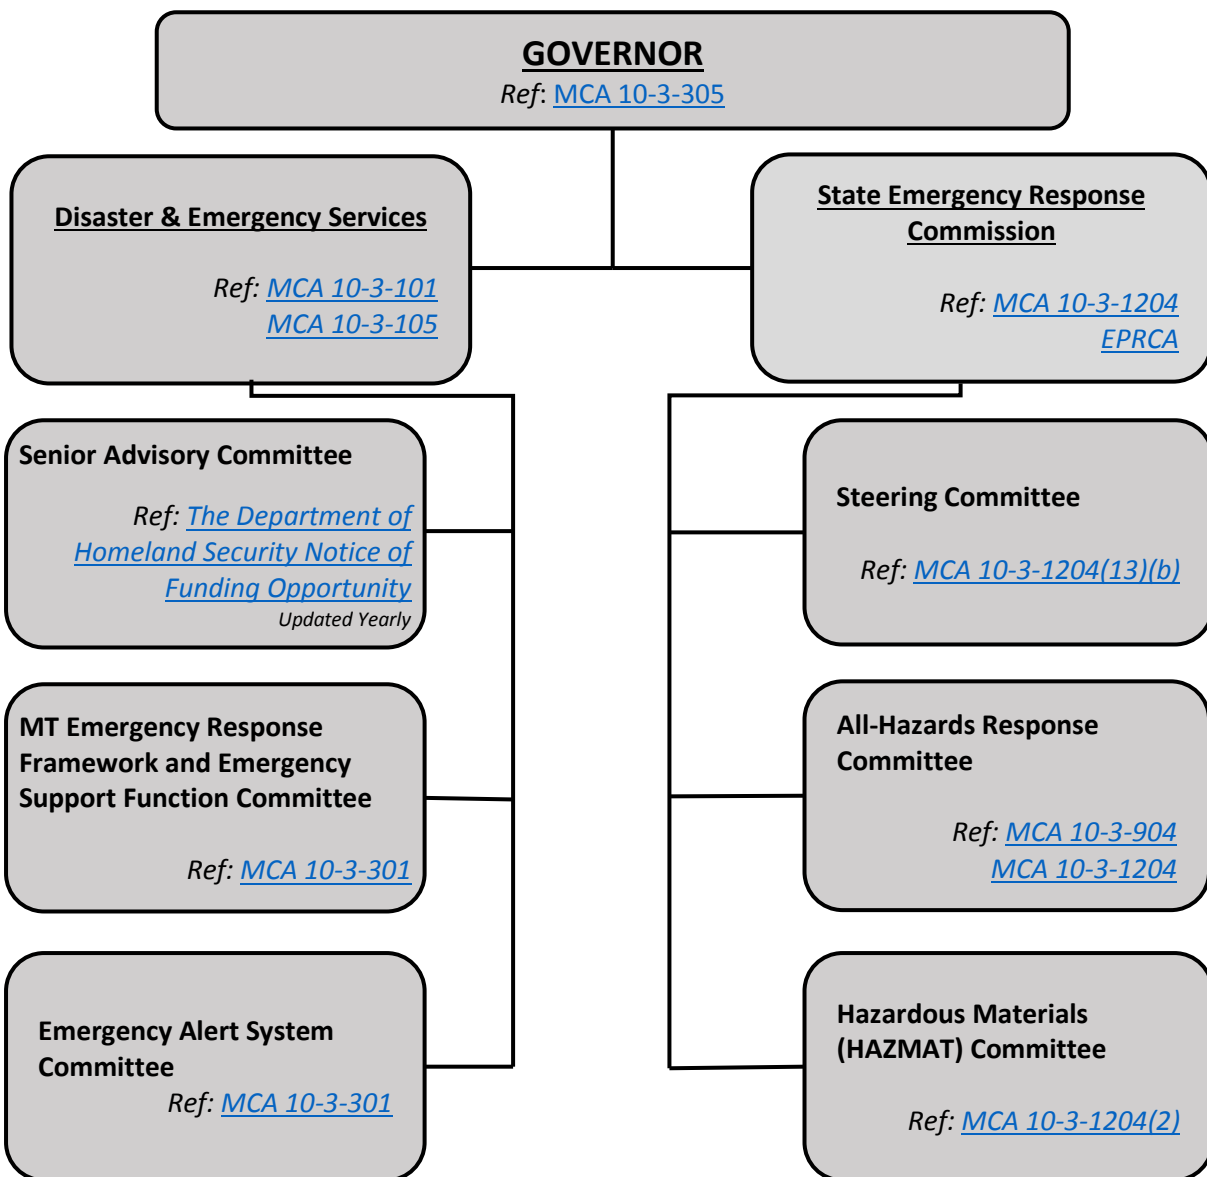 GOVERNOR
Ref: MCA 10-3-305
Disaster & Emergency Services
Ref: MCA 10-3-101
MCA 10-3-105
State Emergency Response
Commission
Ref: MCA 10-3-1204
EPRCA
Senior Advisory Committee
Ref: The Department of
Homeland Security Notice of
Funding Opportunity
Updated Yearly
Steering Committee
Ref: MCA 10-3-1204(13)(b)
MT Emergency Response
Framework and Emergency
Support Function Committee
Ref: MCA 10-3-301
All-Hazards Response
Committee
Ref: MCA 10-3-904
MCA 10-3-1204
Emergency Alert System
Committee
Ref: MCA 10-3-301
Hazardous Materials
(HAZMAT) Committee
Ref: MCA 10-3-1204(2)